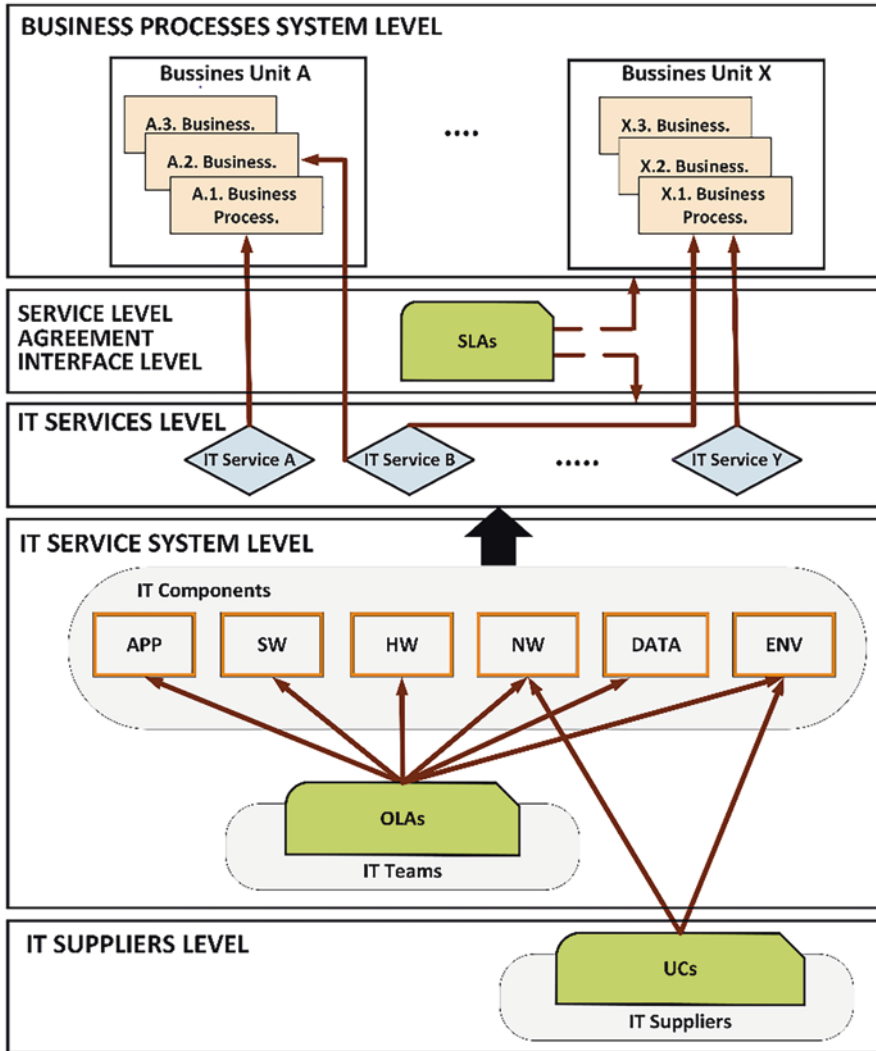 BUSINESS PROCESSES SYSTEM LEVEL
Bussines Unit A
A.3. Business.
A.2. Business.
A.1. Business
Process.
....
Bussines Unit X
X.3. Business.
X.2. Business.
X.1. Business
Process.
SERVICE LEVEL
AGREEMENT
INTERFACE LEVEL
SLAs
IT SERVICES LEVEL
IT Service A
IT Service B
.....
IT Service Y
IT SERVICE SYSTEM LEVEL
IT Components
APP
SW
HW
NW
DATA
ENV
OLAs
IT Teams
IT SUPPLIERS LEVEL
UCs
IT Suppliers